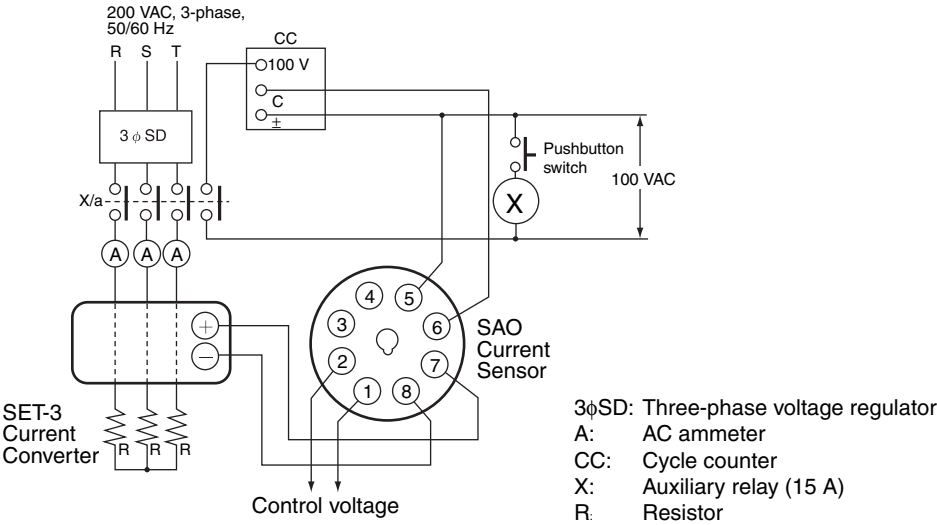 200 VAC, 3-phase,
50/60 Hz
R S T
CC
100 V
C
±
3 ϕ SD
Pushbutton
switch
100 VAC
X/a
X
A A A
+
−
4 5
3 6
2 7
1 8
SAO
Current
Sensor
SET-3
Current
Converter
R R R
Control voltage
3ϕSD: Three-phase voltage regulator
A: AC ammeter
CC: Cycle counter
X: Auxiliary relay (15 A)
R: Resistor